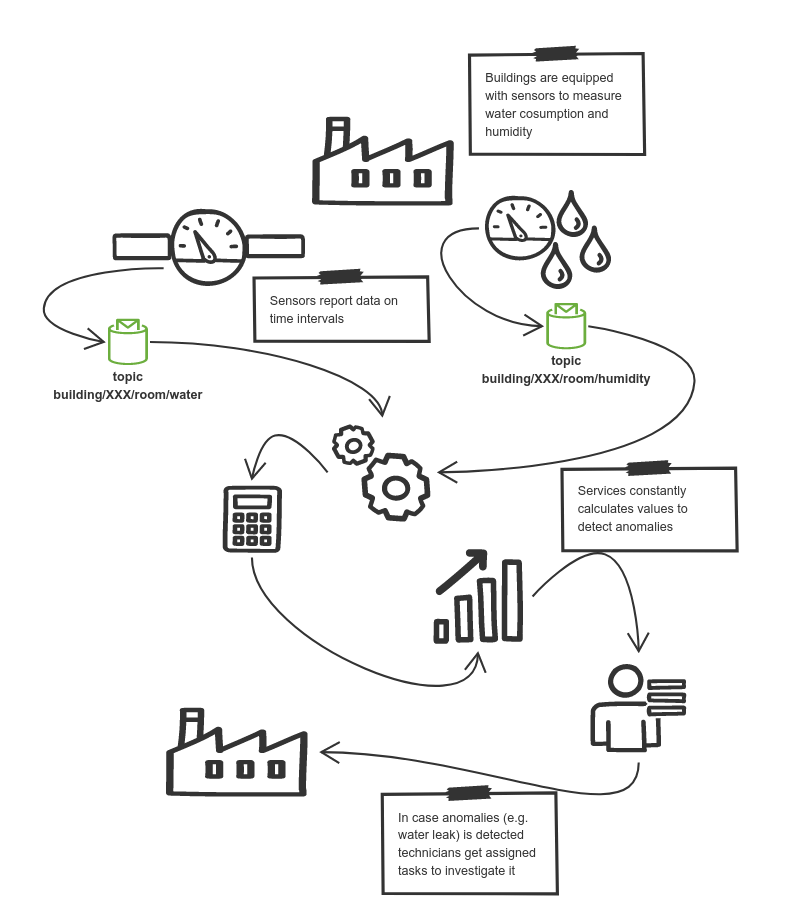 Buildings are equipped
with sensors to measure
water cosumption and
humidity
Sensors report data on
time intervals
topic
building/XXX/room/water
topic
building/XXX/room/humidity
Services constantly
calculates values to
detect anomalies
In case anomalies (e.g.
water leak) is detected
technicians get assigned
tasks to investigate it